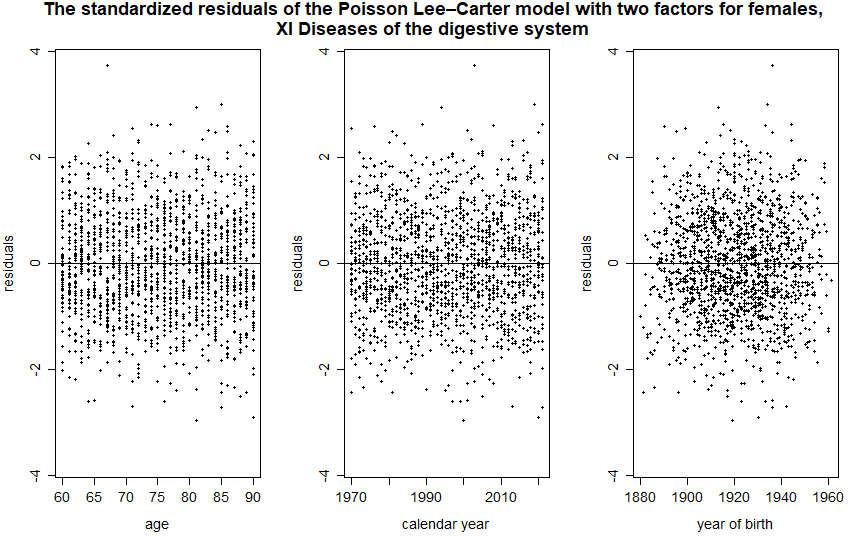 The standardized residuals of the Poisson Lee–Carter model with two factors for females,
XI Diseases of the digestive system
residuals
4
2
0
-2
-4
60 65 70 75 80 85 90
age
residuals
4
2
0
-2
-4
1970 1990 2010
calendar year
residuals
4
2
0
-2
-4
1880 1900 1920 1940 1960
year of birth